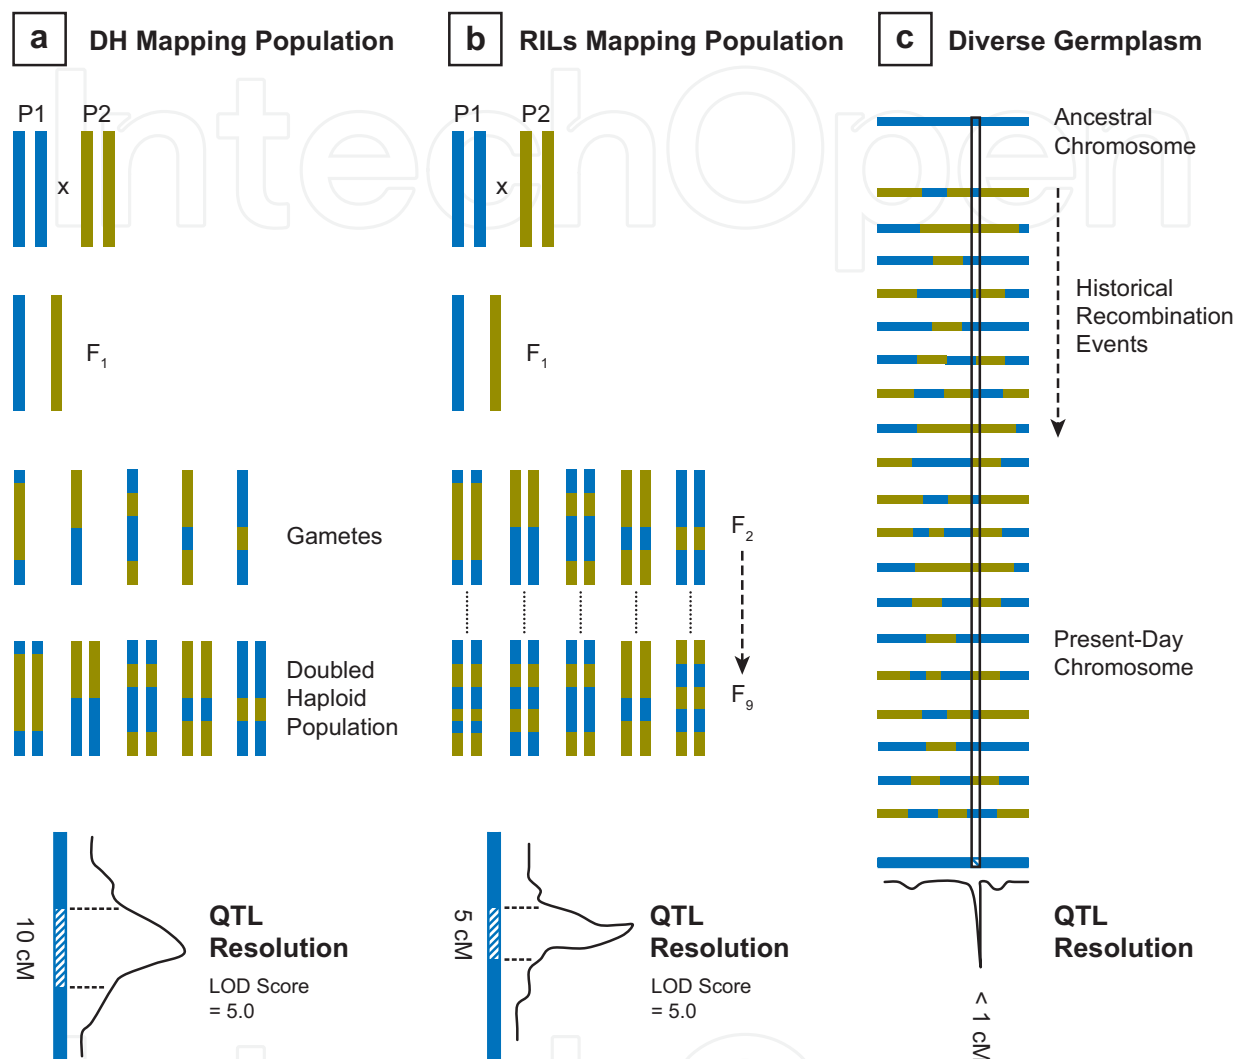 a DH Mapping Population
P1 P2
x
F1
Gametes
Doubled
Haploid
Population
10 cM
QTL
Resolution
LOD Score
= 5.0
b RILs Mapping Population
P1 P2
x
F1
F2
F9
5 cM
QTL
Resolution
LOD Score
= 5.0
c Diverse Germplasm
Ancestral
Chromosome
Historical
Recombination
Events
Present-Day
Chromosome
QTL
Resolution
< 1 cM
IntechOpen